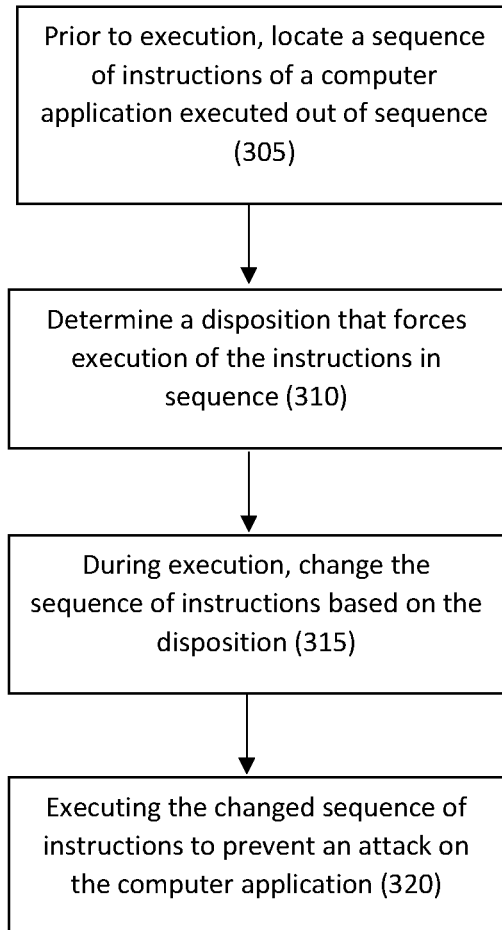 Prior to execution, locate a sequence
of instructions of a computer
application executed out of sequence
(305)
Determine a disposition that forces
execution of the instructions in
sequence (310)
During execution, change the
sequence of instructions based on the
disposition (315)
Executing the changed sequence of
instructions to prevent an attack on
the computer application (320)